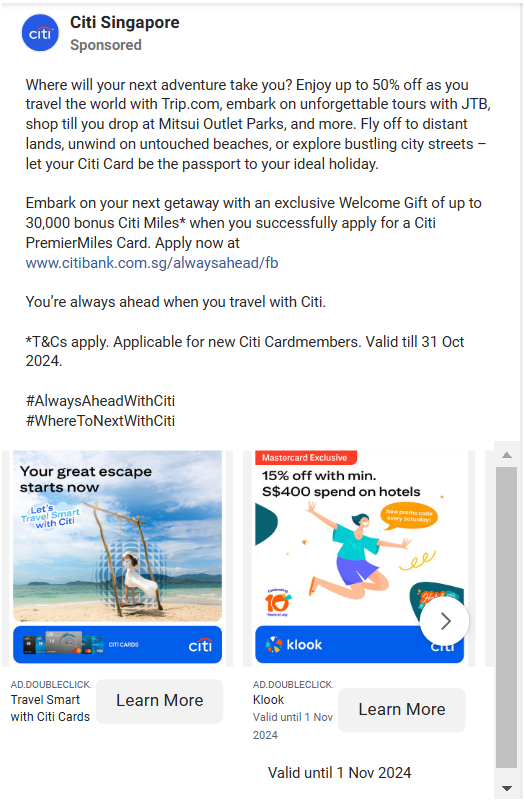 citi
Citi Singapore
Sponsored
Where will your next adventure take you? Enjoy up to 50% off as you
travel the world with Trip.com, embark on unforgettable tours with JTB,
shop till you drop at Mitsui Outlet Parks, and more. Fly off to distant
lands, unwind on untouched beaches, or explore bustling city streets –
let your Citi Card be the passport to your ideal holiday.
Embark on your next getaway with an exclusive Welcome Gift of up to
30,000 bonus Citi Miles* when you successfully apply for a Citi
PremierMiles Card. Apply now at
www.citibank.com.sg/alwaysahead/fb
You’re always ahead when you travel with Citi.
*T&Cs apply. Applicable for new Citi Cardmembers. Valid till 31 Oct
2024.
#AlwaysAheadWithCiti
#WhereToNextWithCiti
Your great escape
starts now
Let's
Travel Smart
with Citi
CITI CARDS
citi
AD.DOUBLECLICK.
Travel Smart
with Citi Cards
Learn More
Mastercard Exclusive
15% off with min.
S$400 spend on hotels
New promo code
every Saturday!
10
klook
citi
AD.DOUBLECLICK.
Klook
Valid until 1 Nov
2024
Learn More
Valid until 1 Nov 2024